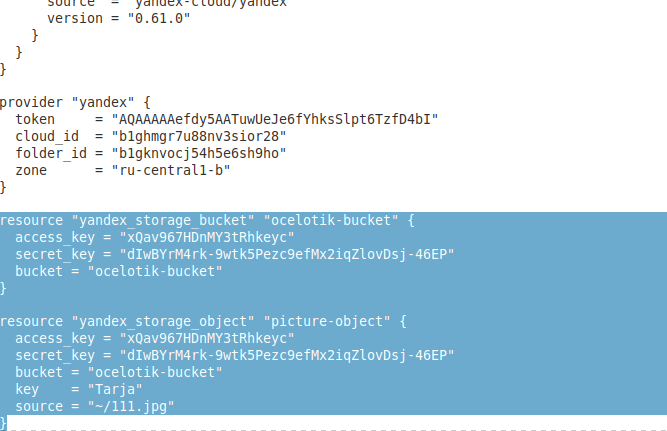 source = "yandex-cloud/yandex"
version = "0.61.0"
}
}
}
provider "yandex" {
token = "AQAAAAAefdy5AATuwUeJe6fYhksSlpt6TzfD4bI"
cloud_id = "b1ghmgr7u88nv3sior28"
folder_id = "b1gknvocj54h5e6sh9ho"
zone = "ru-central1-b"
}
resource "yandex_storage_bucket" "ocelotik-bucket" {
access_key = "xQav967HDnMY3tRhkeyc"
secret_key = "dIwBYrM4rk-9wtk5Pezc9efMx2iqZlovDsj-46EP"
bucket = "ocelotik-bucket"
}
resource "yandex_storage_object" "picture-object" {
access_key = "xQav967HDnMY3tRhkeyc"
secret_key = "dIwBYrM4rk-9wtk5Pezc9efMx2iqZlovDsj-46EP"
bucket = "ocelotik-bucket"
key = "Tarja"
source = "~/111.jpg"
}